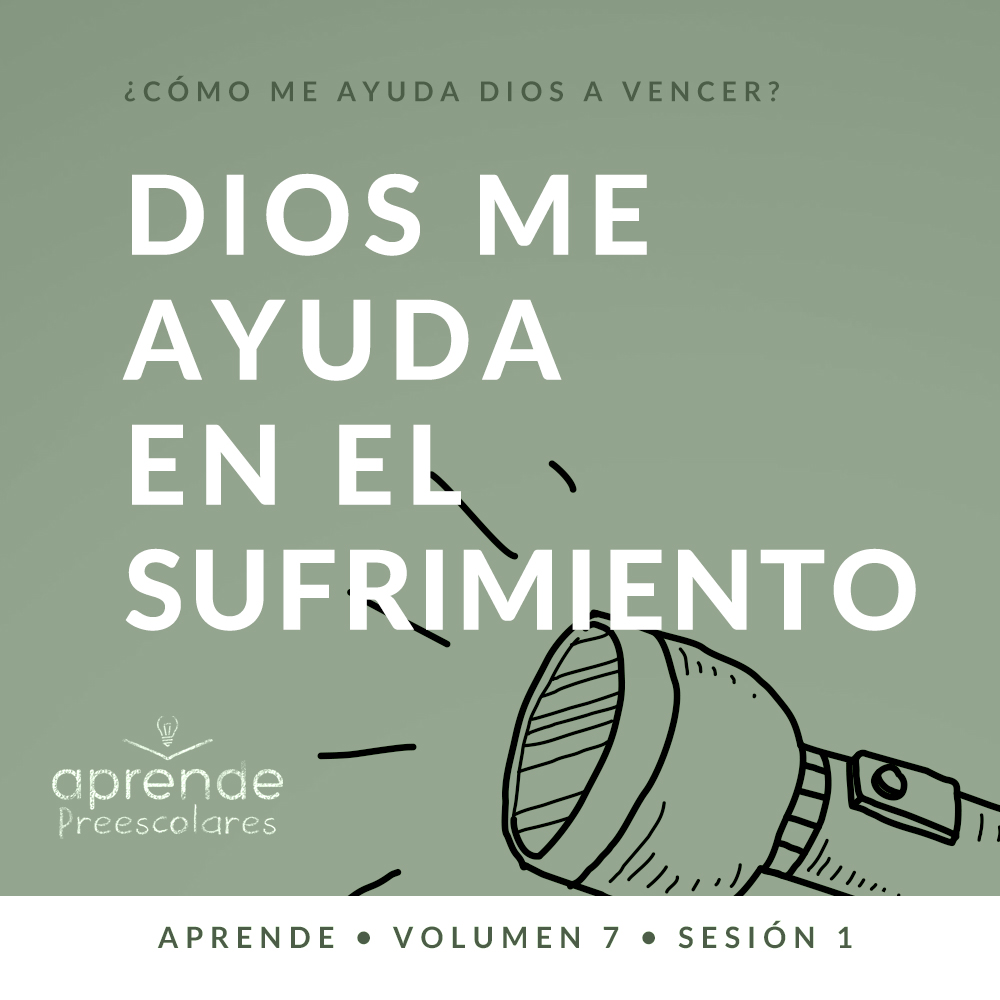 ¿CÓMO ME AYUDA DIOS A VENCER?
DIOS ME
AYUDA
EN EL
SUFRIMIENTO
aprende
Preescolares
APRENDE • VOLUMEN 7 • SESIÓN 1